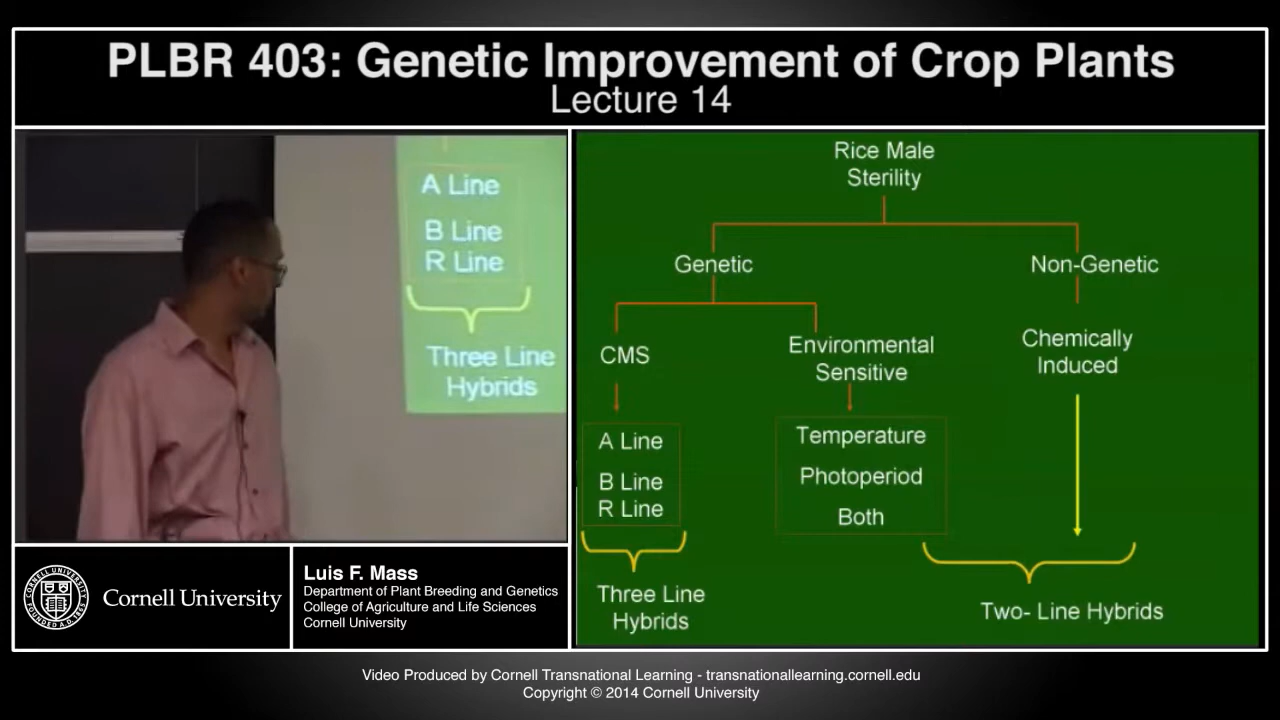 PLBR 403: Genetic Improvement of Crop Plants
Lecture 14
A Line
B Line
R Line
Three Line
Hybrids
Cornell University
Luis F. Mass
Department of Plant Breeding and Genetics
College of Agriculture and Life Sciences
Cornell University
Rice Male
Sterility
Genetic
Non-Genetic
CMS
Environmental
Sensitive
Chemically
Induced
A Line
B Line
R Line
Temperature
Photoperiod
Both
Three Line
Hybrids
Two- Line Hybrids
Video Produced by Cornell Transnational Learning - transnationallearning.cornell.edu
Copyright © 2014 Cornell University